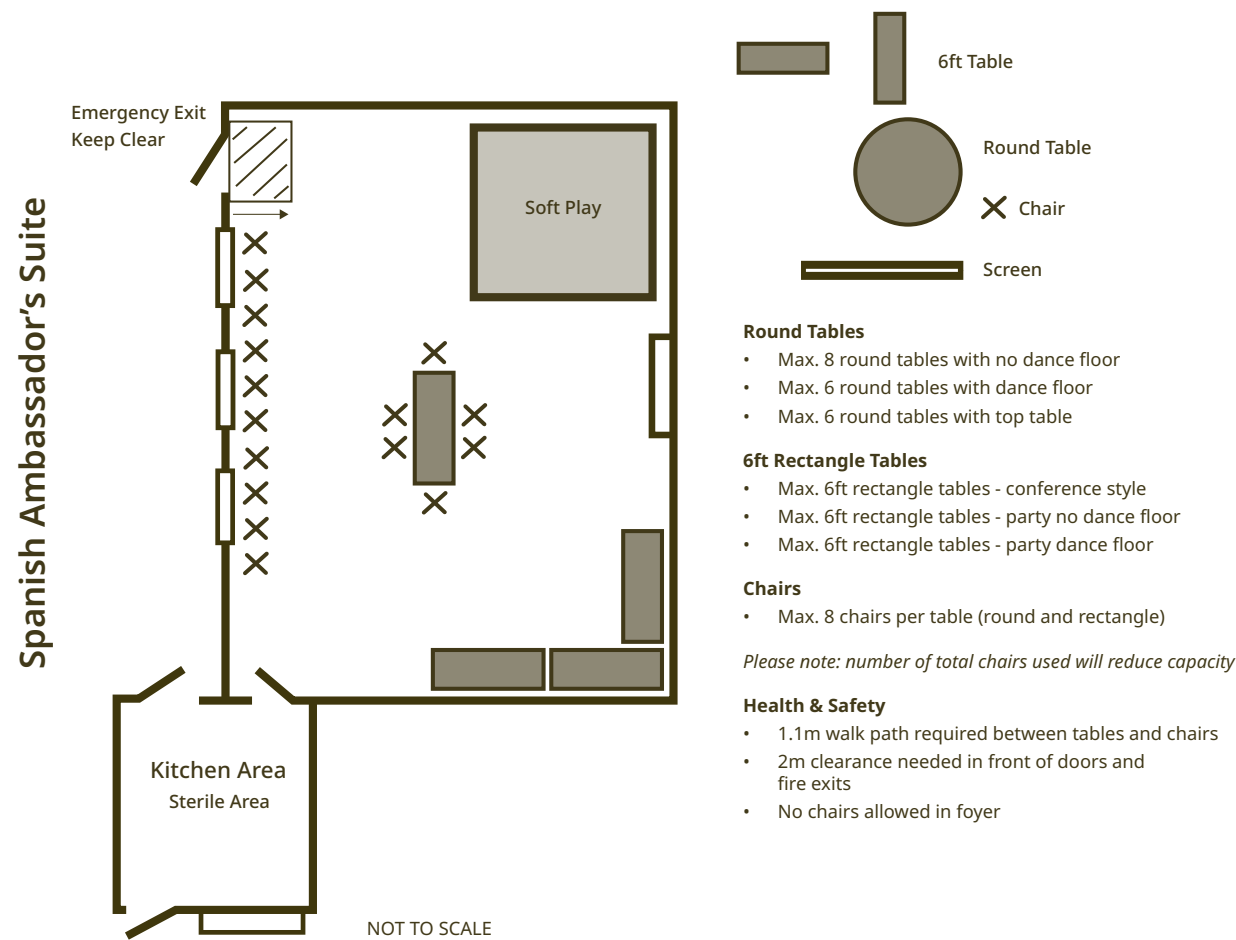 Spanish Ambassador’s Suite
Emergency Exit
Keep Clear
Soft Play
Kitchen Area
Sterile Area
NOT TO SCALE
6ft Table
Round Table
Chair
Screen
Round Tables
• Max. 8 round tables with no dance floor
• Max. 6 round tables with dance floor
• Max. 6 round tables with top table
6ft Rectangle Tables
• Max. 6ft rectangle tables - conference style
• Max. 6ft rectangle tables - party no dance floor
• Max. 6ft rectangle tables - party dance floor
Chairs
• Max. 8 chairs per table (round and rectangle)
Please note: number of total chairs used will reduce capacity
Health & Safety
• 1.1m walk path required between tables and chairs
• 2m clearance needed in front of doors and
fire exits
• No chairs allowed in foyer